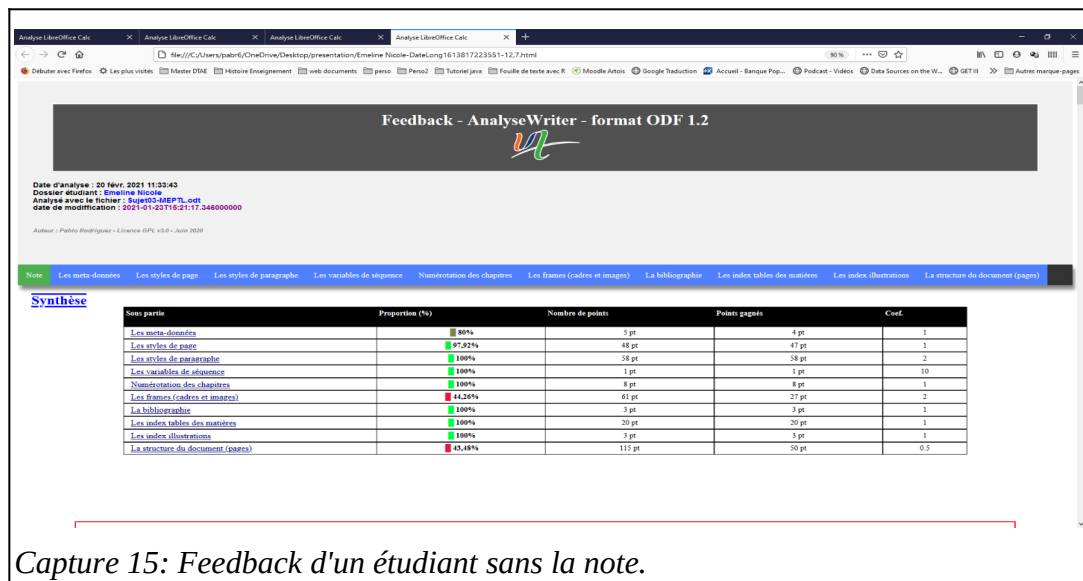 Analyse LibreOffice Calc × Analyse LibreOffice Calc × Analyse LibreOffice Calc × Analyse LibreOffice Calc × +
file:///C:/Users/pabr6/OneDrive/Desktop/presentation/Emeline Nicole-DateLong1613817223551-12,7.html 90%
Débuter avec Firefox Les plus visités Master DTAE Histoire Enseignement web documents perso Perso2 Tutoriel java Fouille de texte avec R Moodle Artois Google Traduction Accueil - Banque Pop... Podcast - Vidéos Data Sources on the W... GET III Autres marque-pages
Feedback - AnalyseWriter - format ODF 1.2
Date d'analyse : 20 févr. 2021 11:33:43
Dossier étudiant : Emeline Nicole
Analysé avec le fichier : Sujet03-MEPTL.odt
date de modiffication : 2021-01-23T15:21:17.346000000
Auteur : Pablo Rodriguez - Licence GPL v3.0 - Juin 2020
Note Les meta-données Les styles de page Les styles de paragraphe Les variables de séquence Numérotation des chapitres Les frames (cadres et images) La bibliographie Les index tables des matières Les index illustrations La structure du document (pages)
Synthèse
Sous partie Proportion (%) Nombre de points Points gagnés Coef.
Les meta-données 80% 5 pt 4 pt 1
Les styles de page 97,92% 48 pt 47 pt 1
Les styles de paragraphe 100% 58 pt 58 pt 2
Les variables de séquence 100% 1 pt 1 pt 10
Numérotation des chapitres 100% 8 pt 8 pt 1
Les frames (cadres et images) 44,26% 61 pt 27 pt 2
La bibliographie 100% 3 pt 3 pt 1
Les index tables des matières 100% 20 pt 20 pt 1
Les index illustrations 100% 3 pt 3 pt 1
La structure du document (pages) 43,48% 115 pt 50 pt 0.5
Capture 15: Feedback d'un étudiant sans la note.